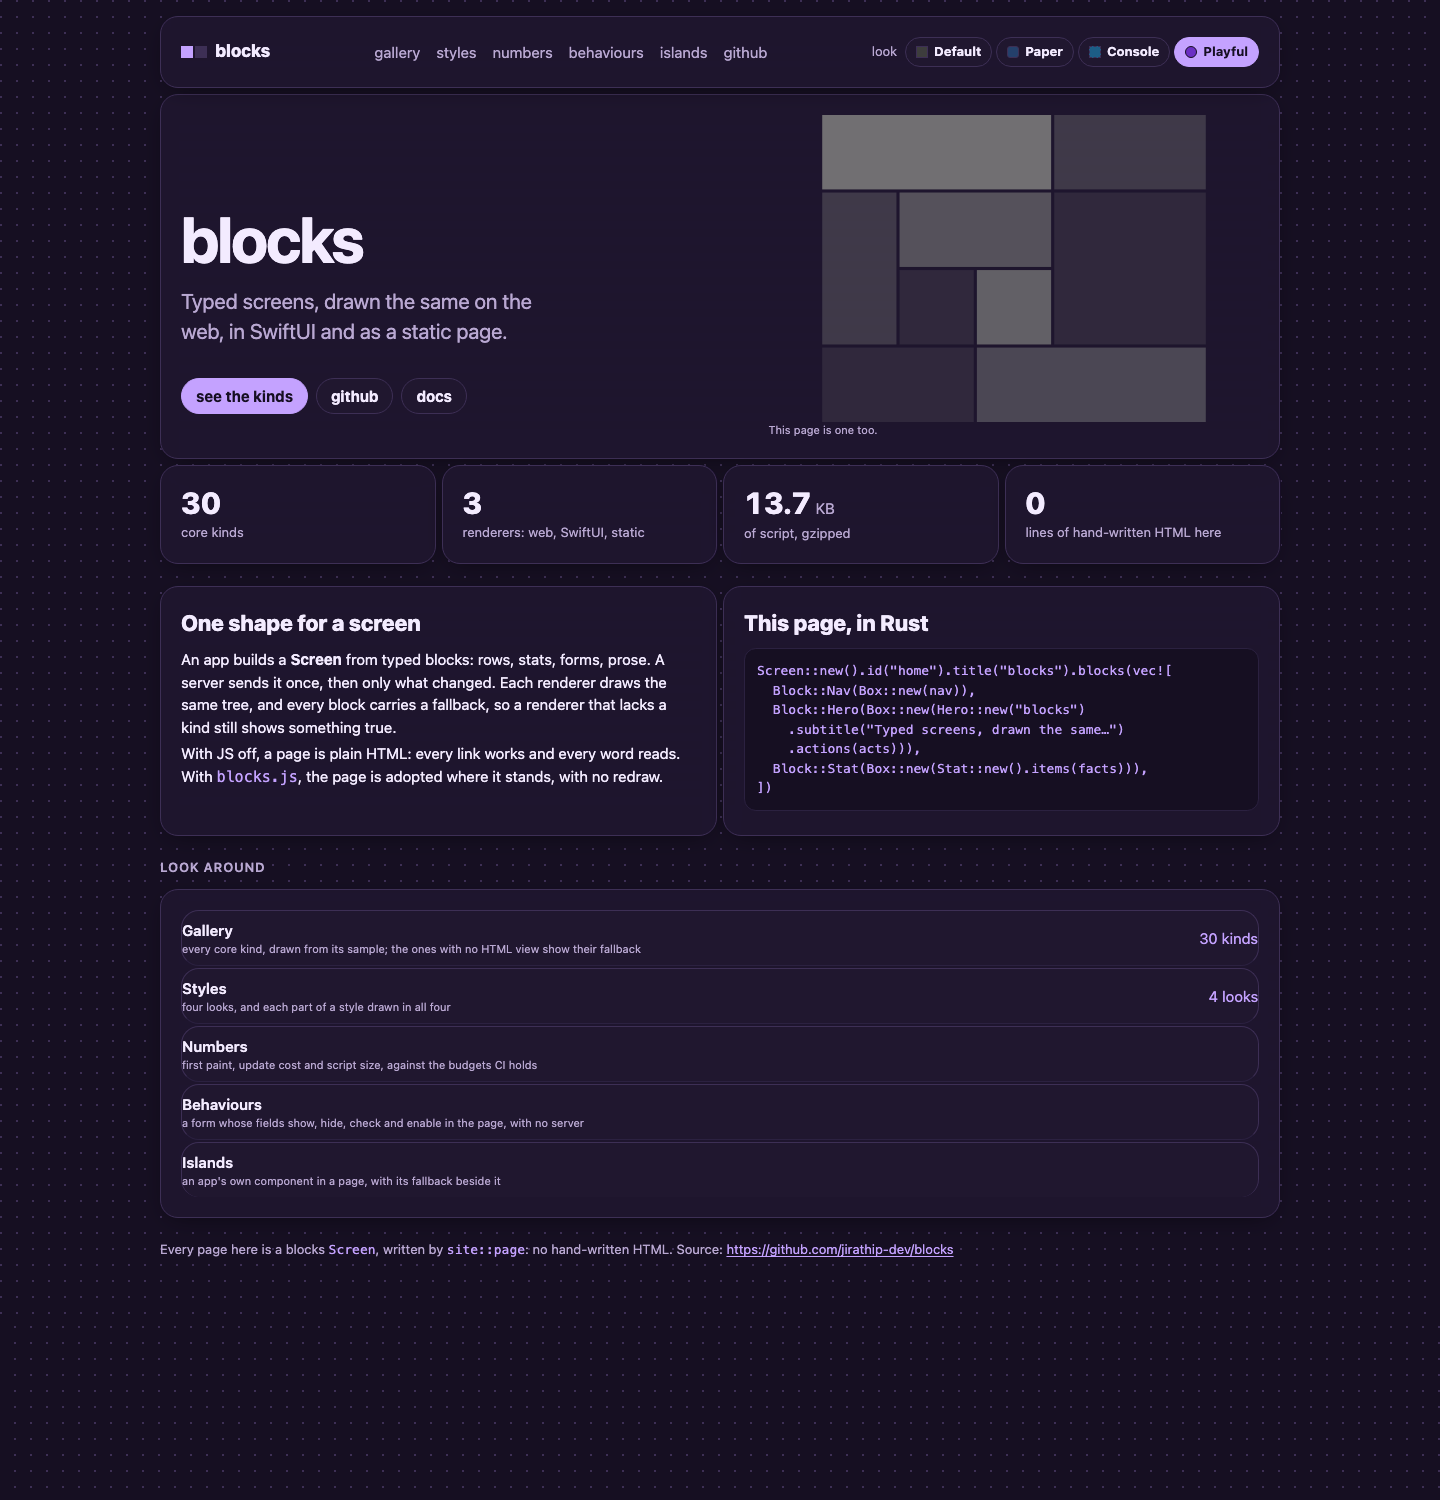 blocks
gallery styles numbers behaviours islands github
look Default Paper Console Playful
blocks
Typed screens, drawn the same on the
web, in SwiftUI and as a static page.
see the kinds github docs
This page is one too.
30
core kinds
3
renderers: web, SwiftUI, static
13.7 KB
of script, gzipped
0
lines of hand-written HTML here
One shape for a screen
An app builds a Screen from typed blocks: rows, stats, forms, prose. A
server sends it once, then only what changed. Each renderer draws the
same tree, and every block carries a fallback, so a renderer that lacks a
kind still shows something true.
With JS off, a page is plain HTML: every link works and every word reads.
With blocks.js, the page is adopted where it stands, with no redraw.
This page, in Rust
Screen::new().id("home").title("blocks").blocks(vec![
  Block::Nav(Box::new(nav)),
  Block::Hero(Box::new(Hero::new("blocks")
    .subtitle("Typed screens, drawn the same…")
    .actions(acts))),
  Block::Stat(Box::new(Stat::new().items(facts))),
])
LOOK AROUND
Gallery
every core kind, drawn from its sample; the ones with no HTML view show their fallback
30 kinds
Styles
four looks, and each part of a style drawn in all four
4 looks
Numbers
first paint, update cost and script size, against the budgets CI holds
Behaviours
a form whose fields show, hide, check and enable in the page, with no server
Islands
an app's own component in a page, with its fallback beside it
Every page here is a blocks Screen, written by site::page: no hand-written HTML. Source: https://github.com/jirathip-dev/blocks